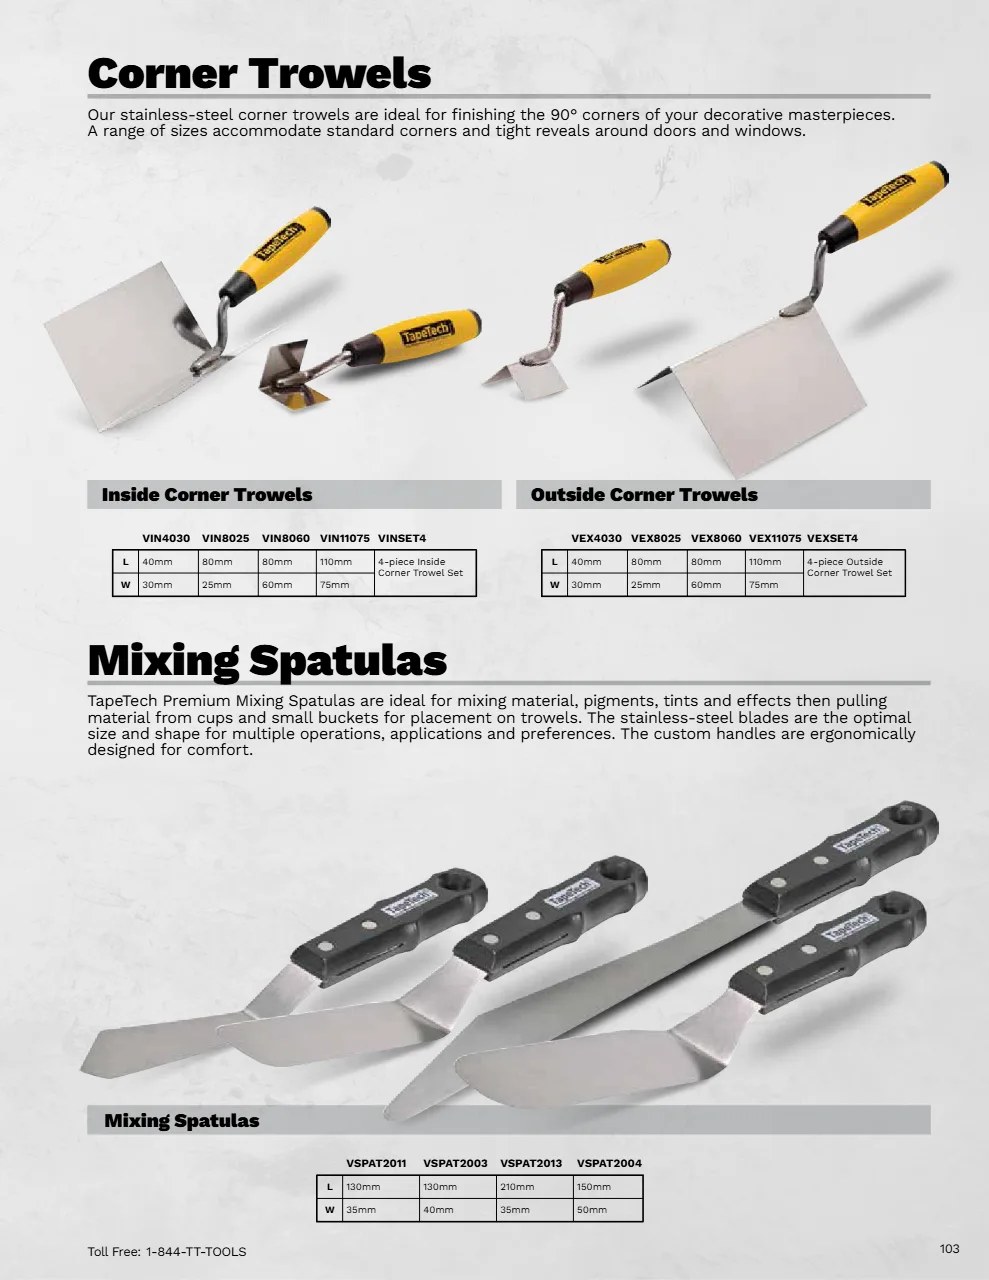 Corner Trowels
Our stainless-steel corner trowels are ideal for finishing the 90° corners of your decorative masterpieces.
A range of sizes accommodate standard corners and tight reveals around doors and windows.
TapeTech
TapeTech
TapeTech
TapeTech
Inside Corner Trowels
VIN4030 VIN8025 VIN8060 VIN11075 VINSET4
L 40mm 80mm 80mm 110mm 4-piece Inside
Corner Trowel Set
W 30mm 25mm 60mm 75mm
Outside Corner Trowels
VEX4030 VEX8025 VEX8060 VEX11075 VEXSET4
L 40mm 80mm 80mm 110mm 4-piece Outside
Corner Trowel Set
W 30mm 25mm 60mm 75mm
Mixing Spatulas
TapeTech Premium Mixing Spatulas are ideal for mixing material, pigments, tints and effects then pulling
material from cups and small buckets for placement on trowels. The stainless-steel blades are the optimal
size and shape for multiple operations, applications and preferences. The custom handles are ergonomically
designed for comfort.
TapeTech
TapeTech
TapeTech
TapeTech
Mixing Spatulas
VSPAT2011 VSPAT2003 VSPAT2013 VSPAT2004
L 130mm 130mm 210mm 150mm
W 35mm 40mm 35mm 50mm
Toll Free: 1-844-TT-TOOLS
103